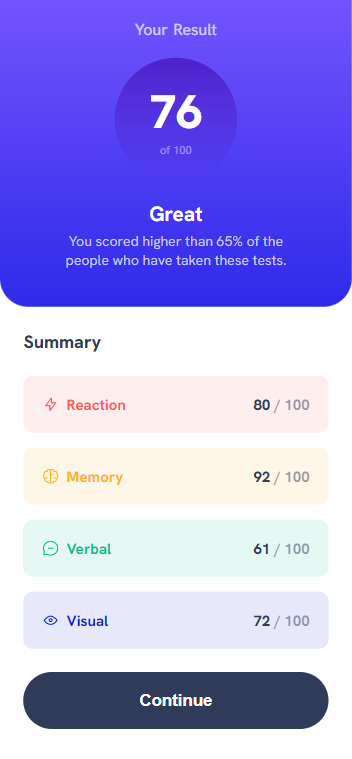 Your Result
76
of 100
Great
You scored higher than 65% of the
people who have taken these tests.
Summary
Reaction 80 / 100
Memory 92 / 100
Verbal 61 / 100
Visual 72 / 100
Continue